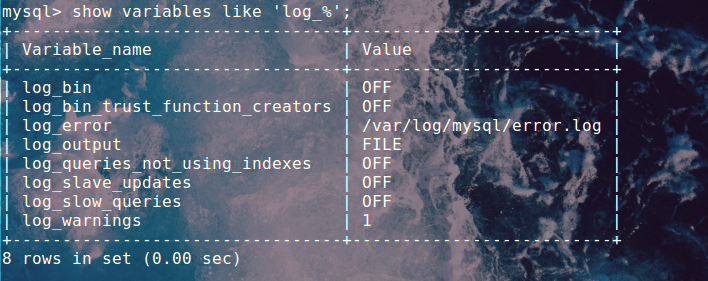 mysql> show variables like 'log_%';
+---------------------------------+--------------------------+
| Variable_name                   | Value                    |
+---------------------------------+--------------------------+
| log_bin                         | OFF                      |
| log_bin_trust_function_creators | OFF                      |
| log_error                       | /var/log/mysql/error.log |
| log_output                      | FILE                     |
| log_queries_not_using_indexes   | OFF                      |
| log_slave_updates               | OFF                      |
| log_slow_queries                | OFF                      |
| log_warnings                    | 1                        |
+---------------------------------+--------------------------+
8 rows in set (0.00 sec)